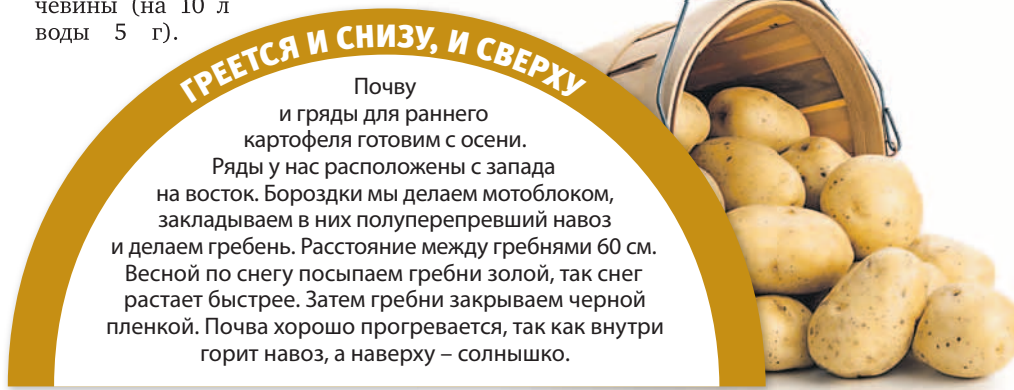 чевины (на 10 л
воды 5 г).
ГРЕЕТСЯ И СНИЗУ, И СВЕРХУ
Почву
и гряды для раннего
картофеля готовим с осени.
Ряды у нас расположены с запада
на восток. Бороздки мы делаем мотоблоком,
закладываем в них полуперепревший навоз
и делаем гребень. Расстояние между гребнями 60 см.
Весной по снегу посыпаем гребни золой, так снег
растает быстрее. Затем гребни закрываем черной
пленкой. Почва хорошо прогревается, так как внутри
горит навоз, а наверху – солнышко.